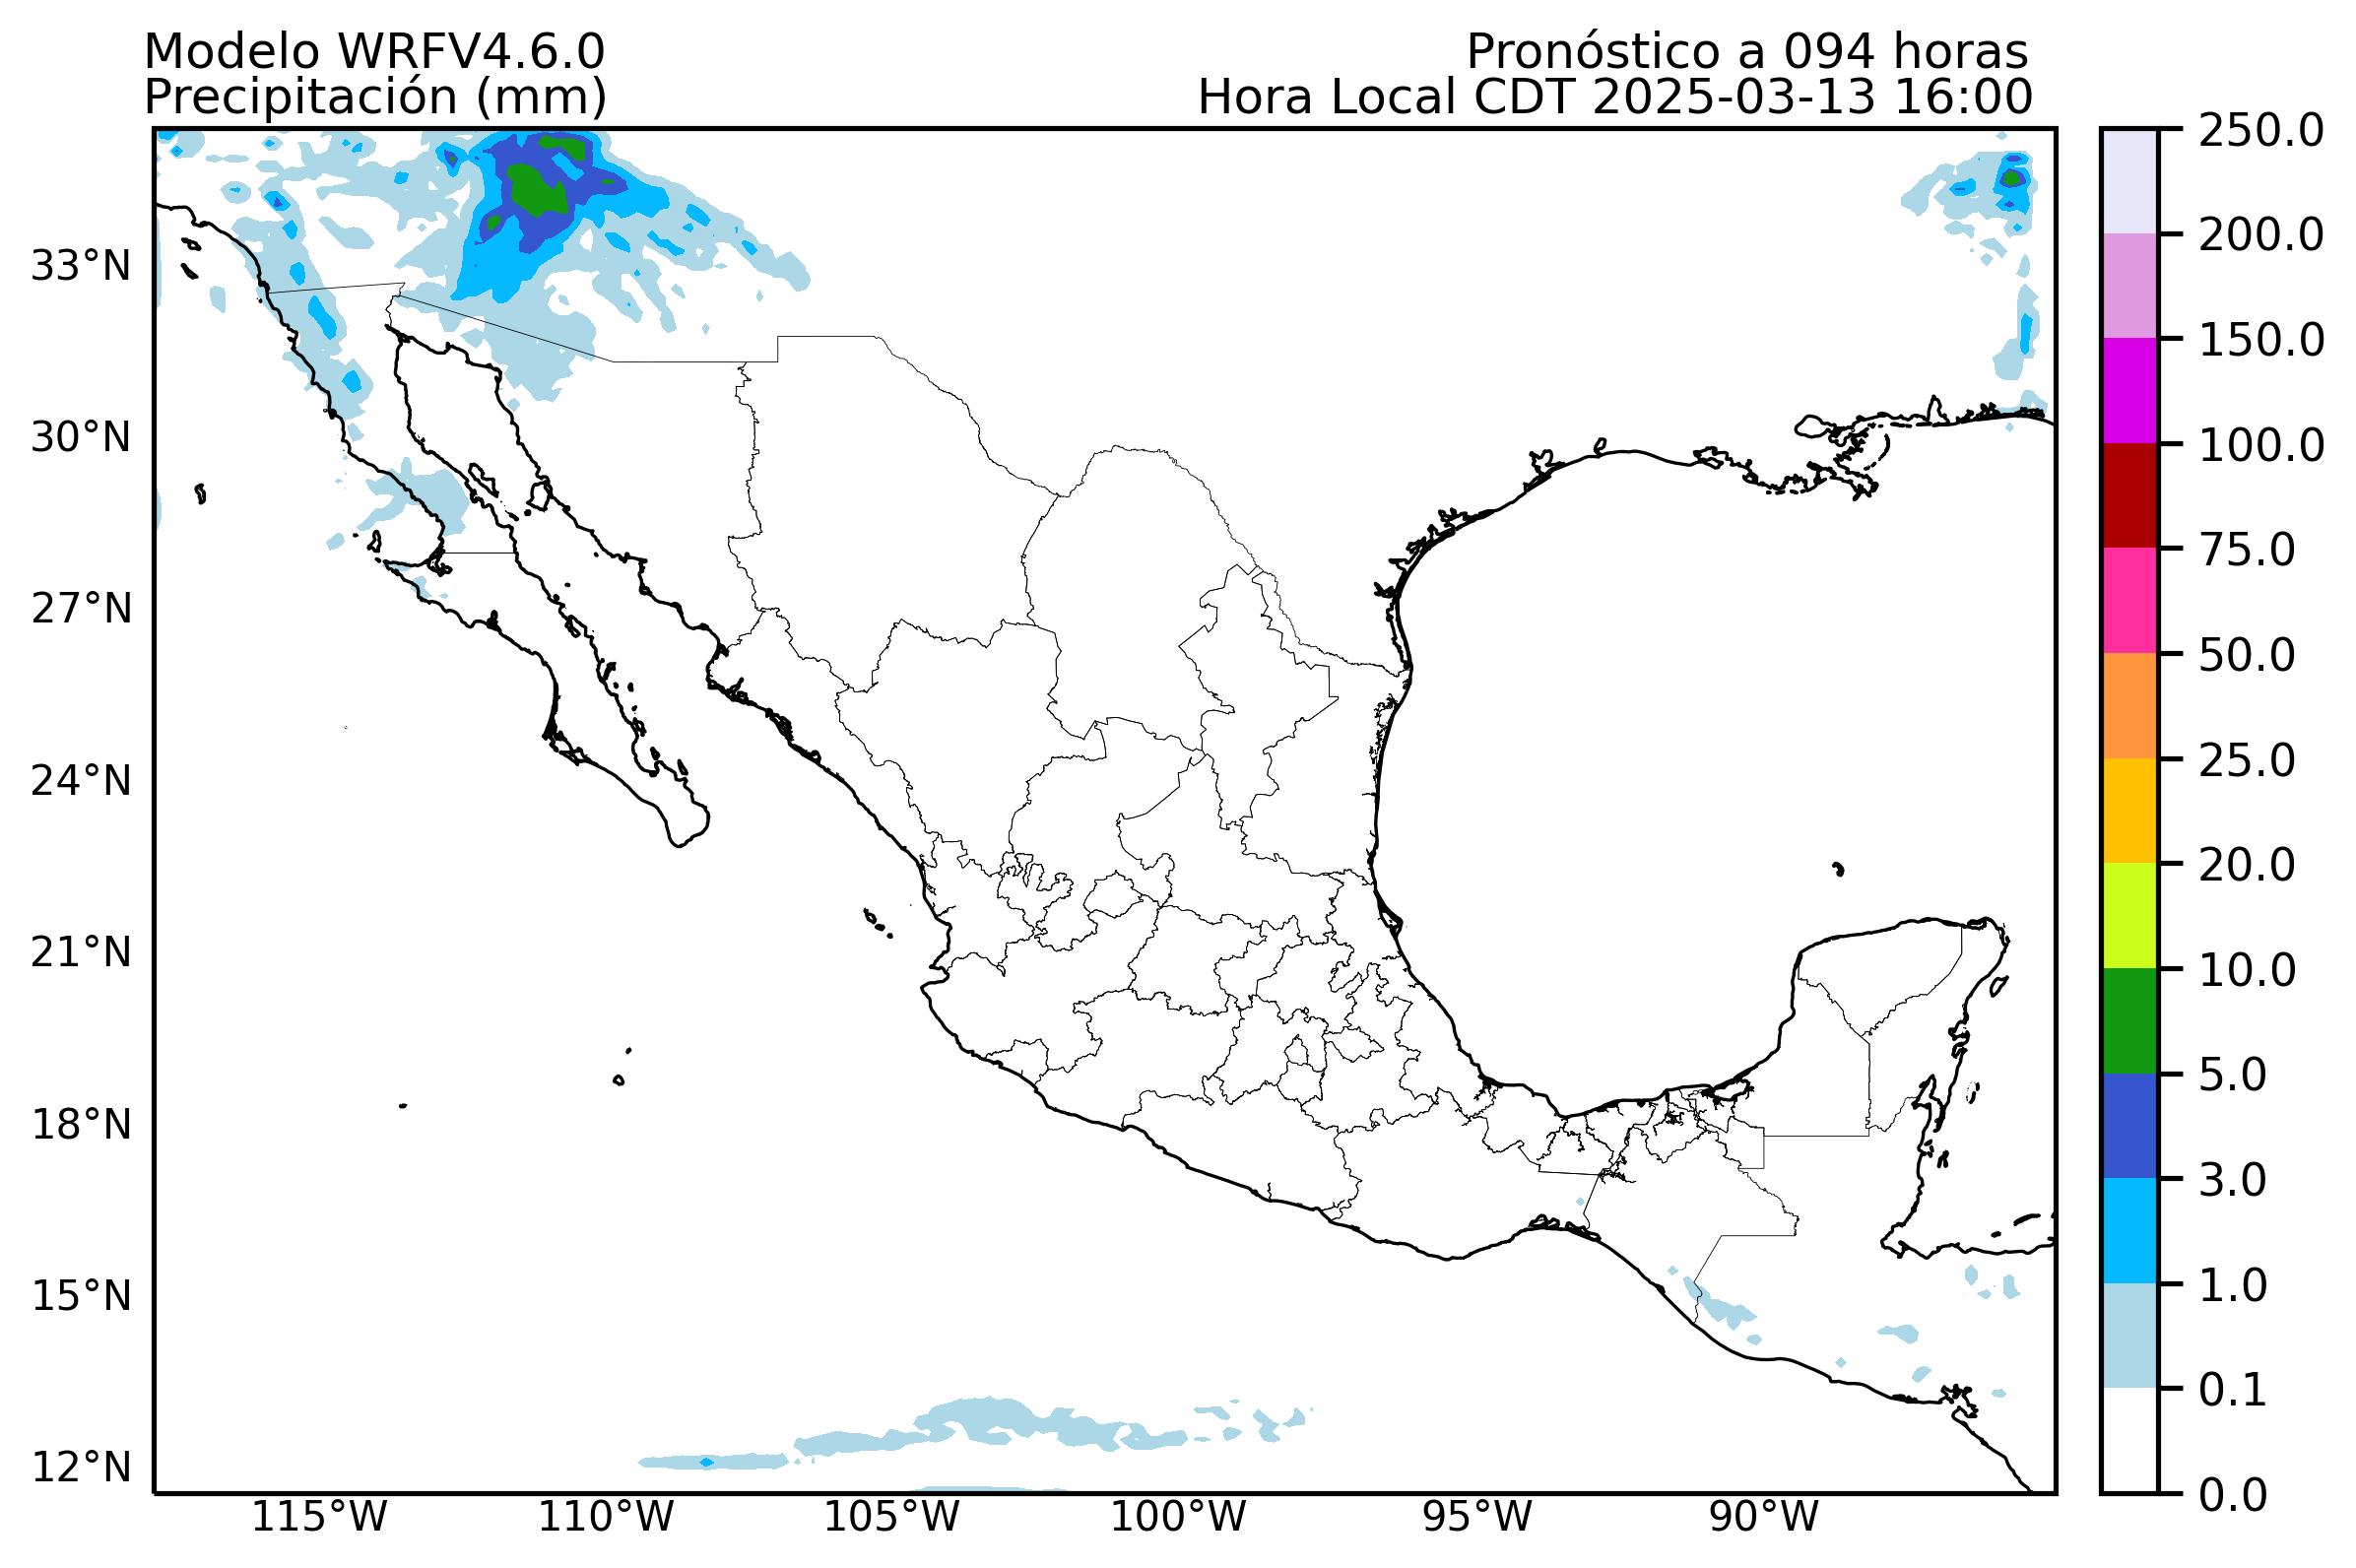 Modelo WRFV4.6.0
Precipitación (mm)
Pronóstico a 094 horas
Hora Local CDT 2025-03-13 16:00
33°N
30°N
27°N
24°N
21°N
18°N
15°N
12°N
115°W
110°W
105°W
100°W
95°W
90°W
250.0
200.0
150.0
100.0
75.0
50.0
25.0
20.0
10.0
5.0
3.0
1.0
0.1
0.0